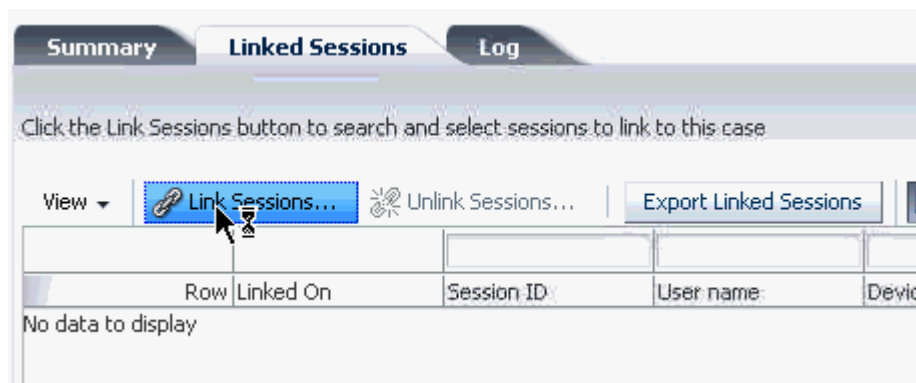 Summary Linked Sessions Log
Click the Link Sessions button to search and select sessions to link to this case
View Link Sessions... Unlink Sessions... Export Linked Sessions
Row Linked On Session ID User name Devic
No data to display